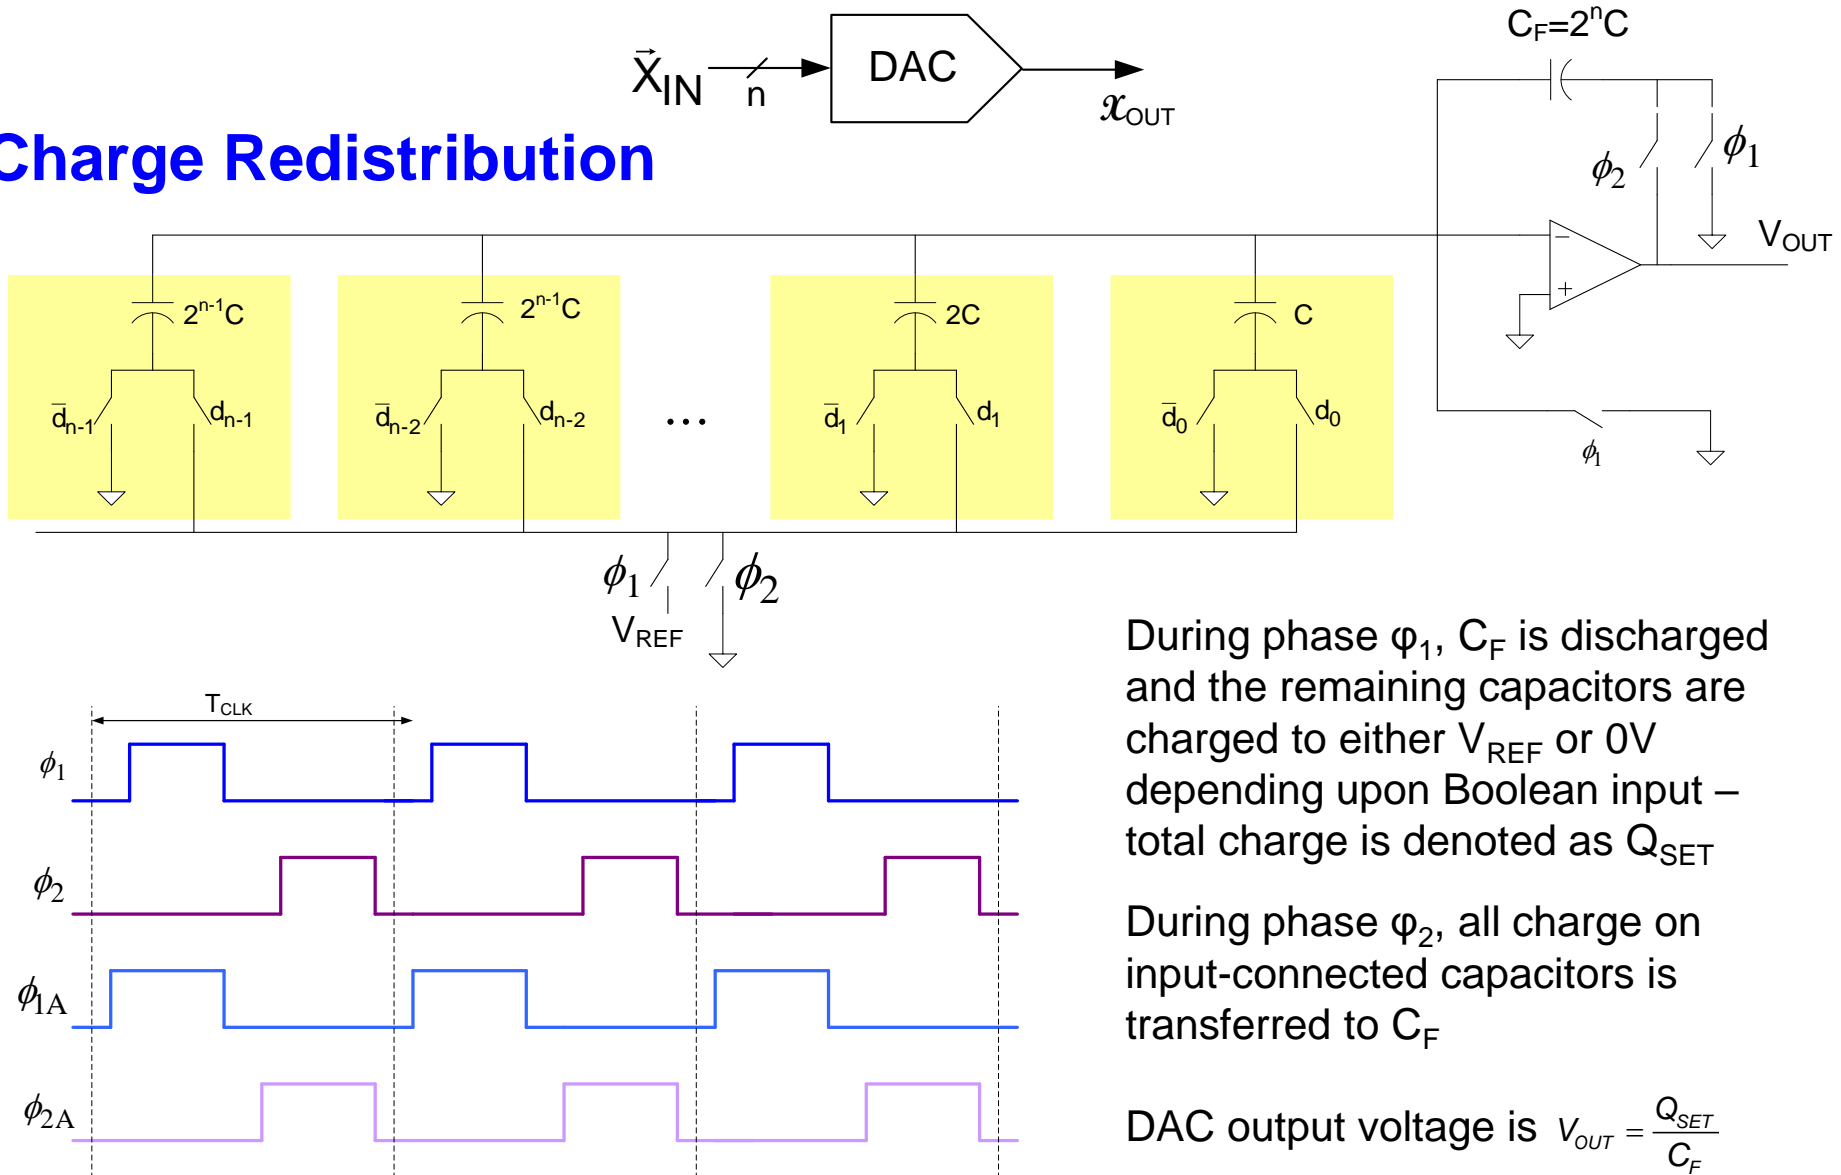 X⃗IN n DAC 𝓧OUT
CF=2ⁿC
Charge Redistribution
ϕ2 ϕ1
VOUT
2ⁿ⁻¹C 2ⁿ⁻¹C 2C C
− +
d̅n-1 dn-1 d̅n-2 dn-2 ... d̅1 d1 d̅0 d0
ϕ1
ϕ1 ϕ2
VREF
TCLK
ϕ1
ϕ2
ϕ1A
ϕ2A
During phase φ1, CF is discharged
and the remaining capacitors are
charged to either VREF or 0V
depending upon Boolean input –
total charge is denoted as QSET
During phase φ2, all charge on
input-connected capacitors is
transferred to CF
DAC output voltage is VOUT = QSET / CF